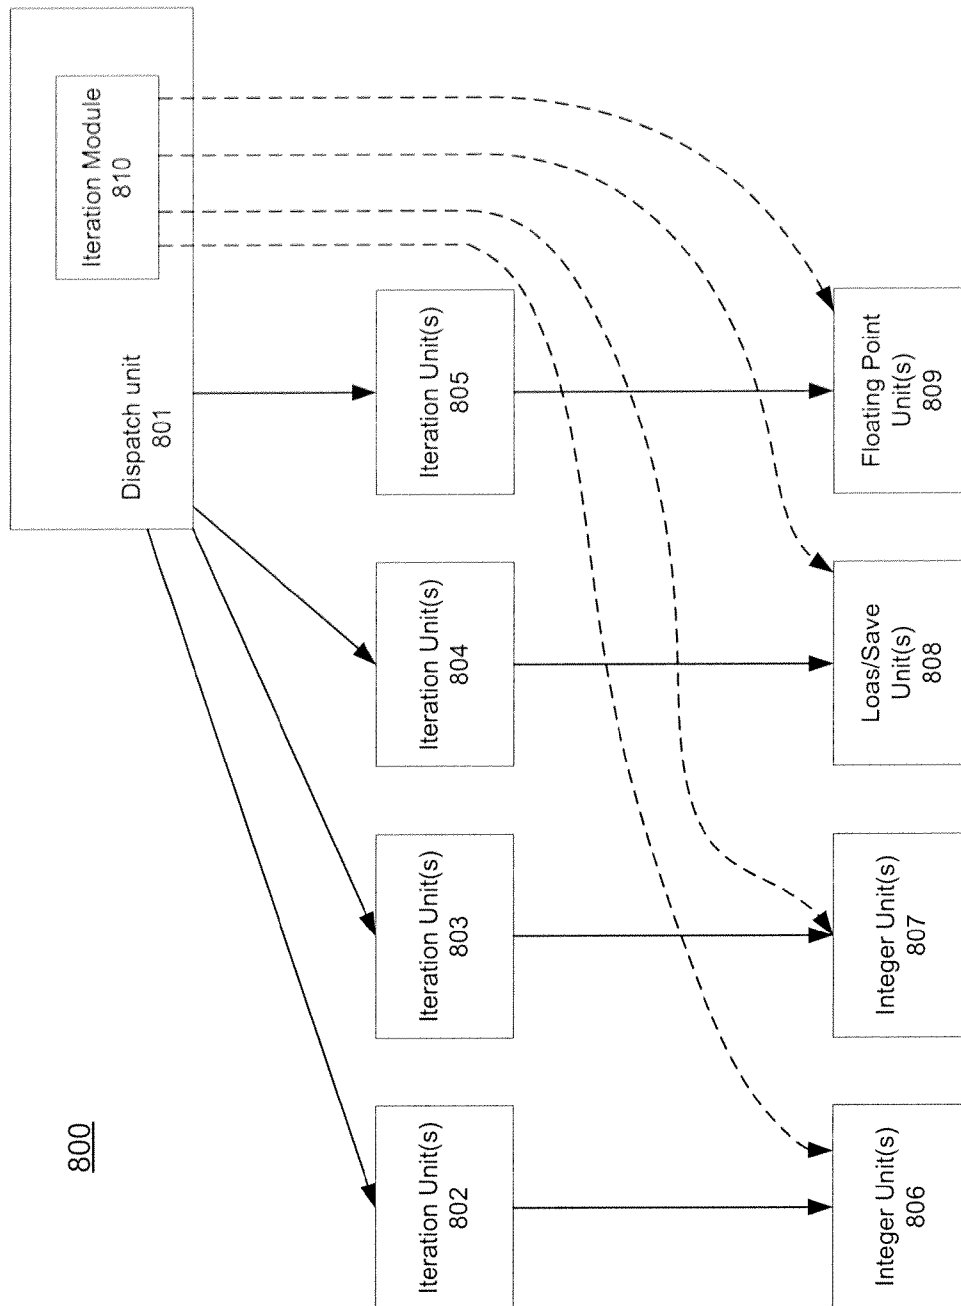 800
Dispatch unit
801
Iteration Module
810
Iteration Unit(s)
802
Iteration Unit(s)
803
Iteration Unit(s)
804
Iteration Unit(s)
805
Integer Unit(s)
806
Integer Unit(s)
807
Loas/Save
Unit(s)
808
Floating Point
Unit(s)
809